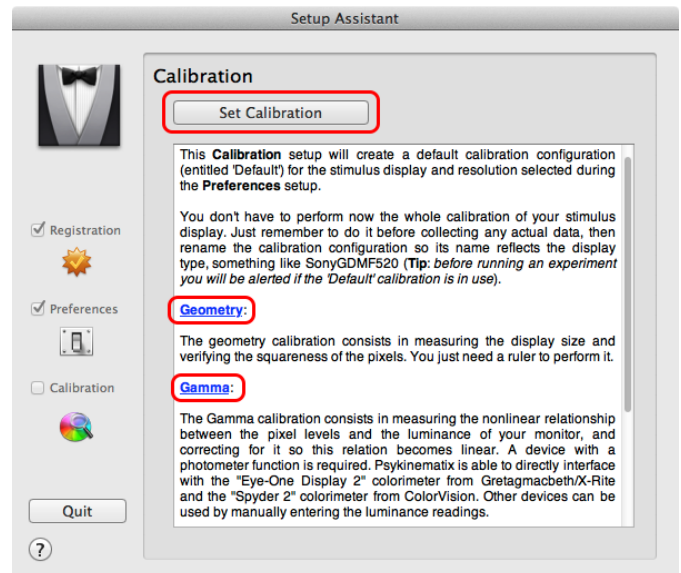 Setup Assistant
Calibration
Set Calibration
This Calibration setup will create a default calibration configuration
(entitled 'Default') for the stimulus display and resolution selected during
the Preferences setup.
You don't have to perform now the whole calibration of your stimulus
display. Just remember to do it before collecting any actual data, then
rename the calibration configuration so its name reflects the display
type, something like SonyGDMF520 (Tip: before running an experiment
you will be alerted if the 'Default' calibration is in use).
Geometry:
The geometry calibration consists in measuring the display size and
verifying the squareness of the pixels. You just need a ruler to perform it.
Gamma:
The Gamma calibration consists in measuring the nonlinear relationship
between the pixel levels and the luminance of your monitor, and
correcting for it so this relation becomes linear. A device with a
photometer function is required. Psykinematix is able to directly interface
with the "Eye-One Display 2" colorimeter from Gretagmacbeth/X-Rite
and the "Spyder 2" colorimeter from ColorVision. Other devices can be
used by manually entering the luminance readings.
Registration
Preferences
Calibration
Quit
?